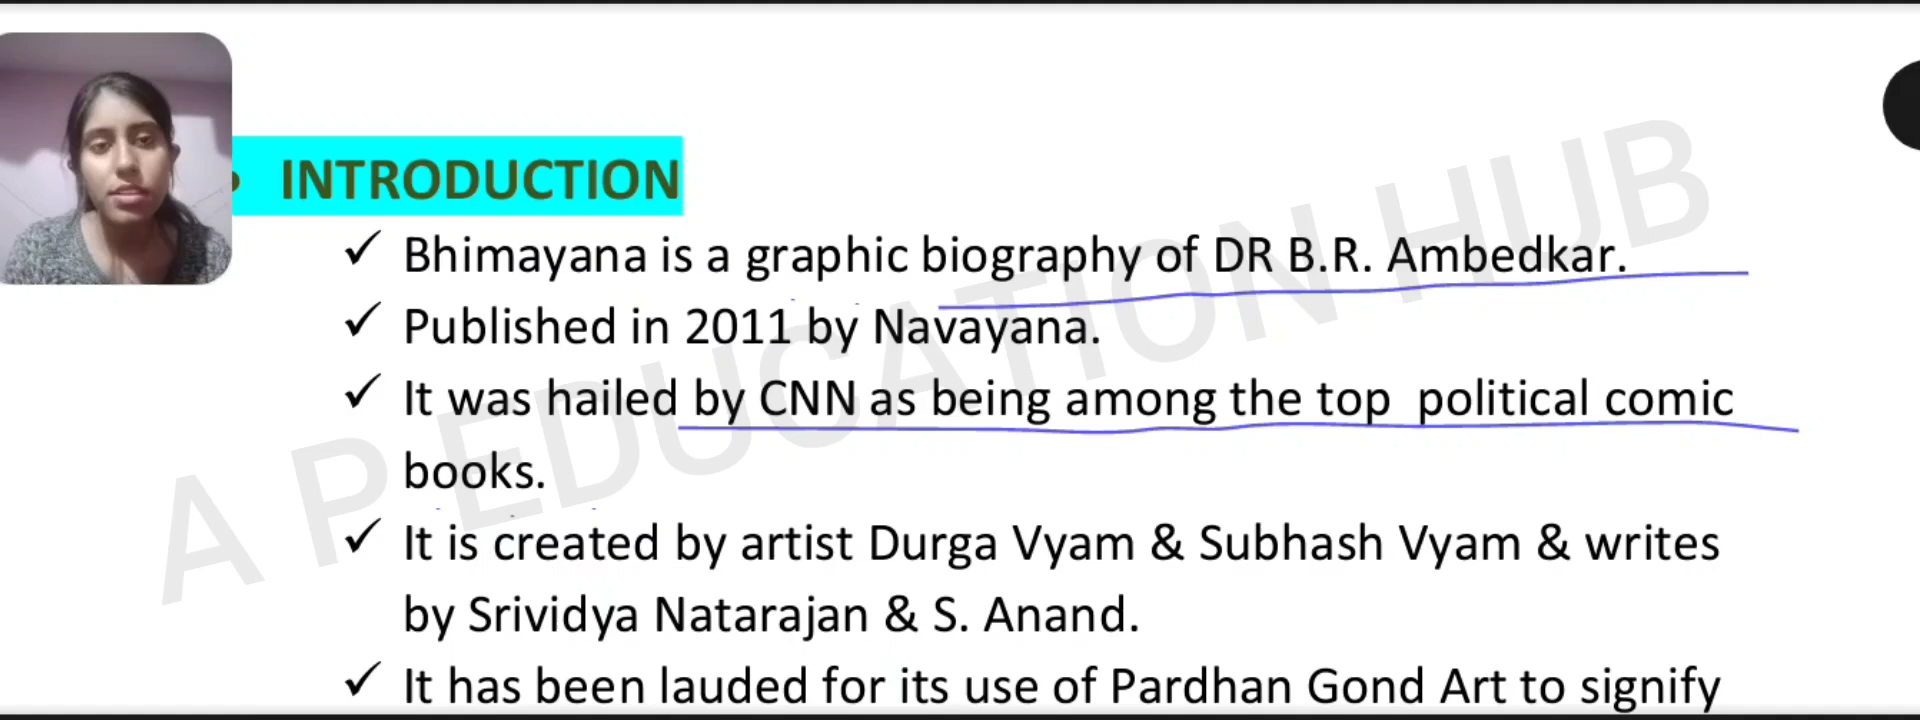 INTRODUCTION
✓ Bhimayana is a graphic biography of DR B.R. Ambedkar.
✓ Published in 2011 by Navayana.
✓ It was hailed by CNN as being among the top political comic
books.
✓ It is created by artist Durga Vyam & Subhash Vyam & writes
by Srividya Natarajan & S. Anand.
✓ It has been lauded for its use of Pardhan Gond Art to signify
A P EDUCATION HUB